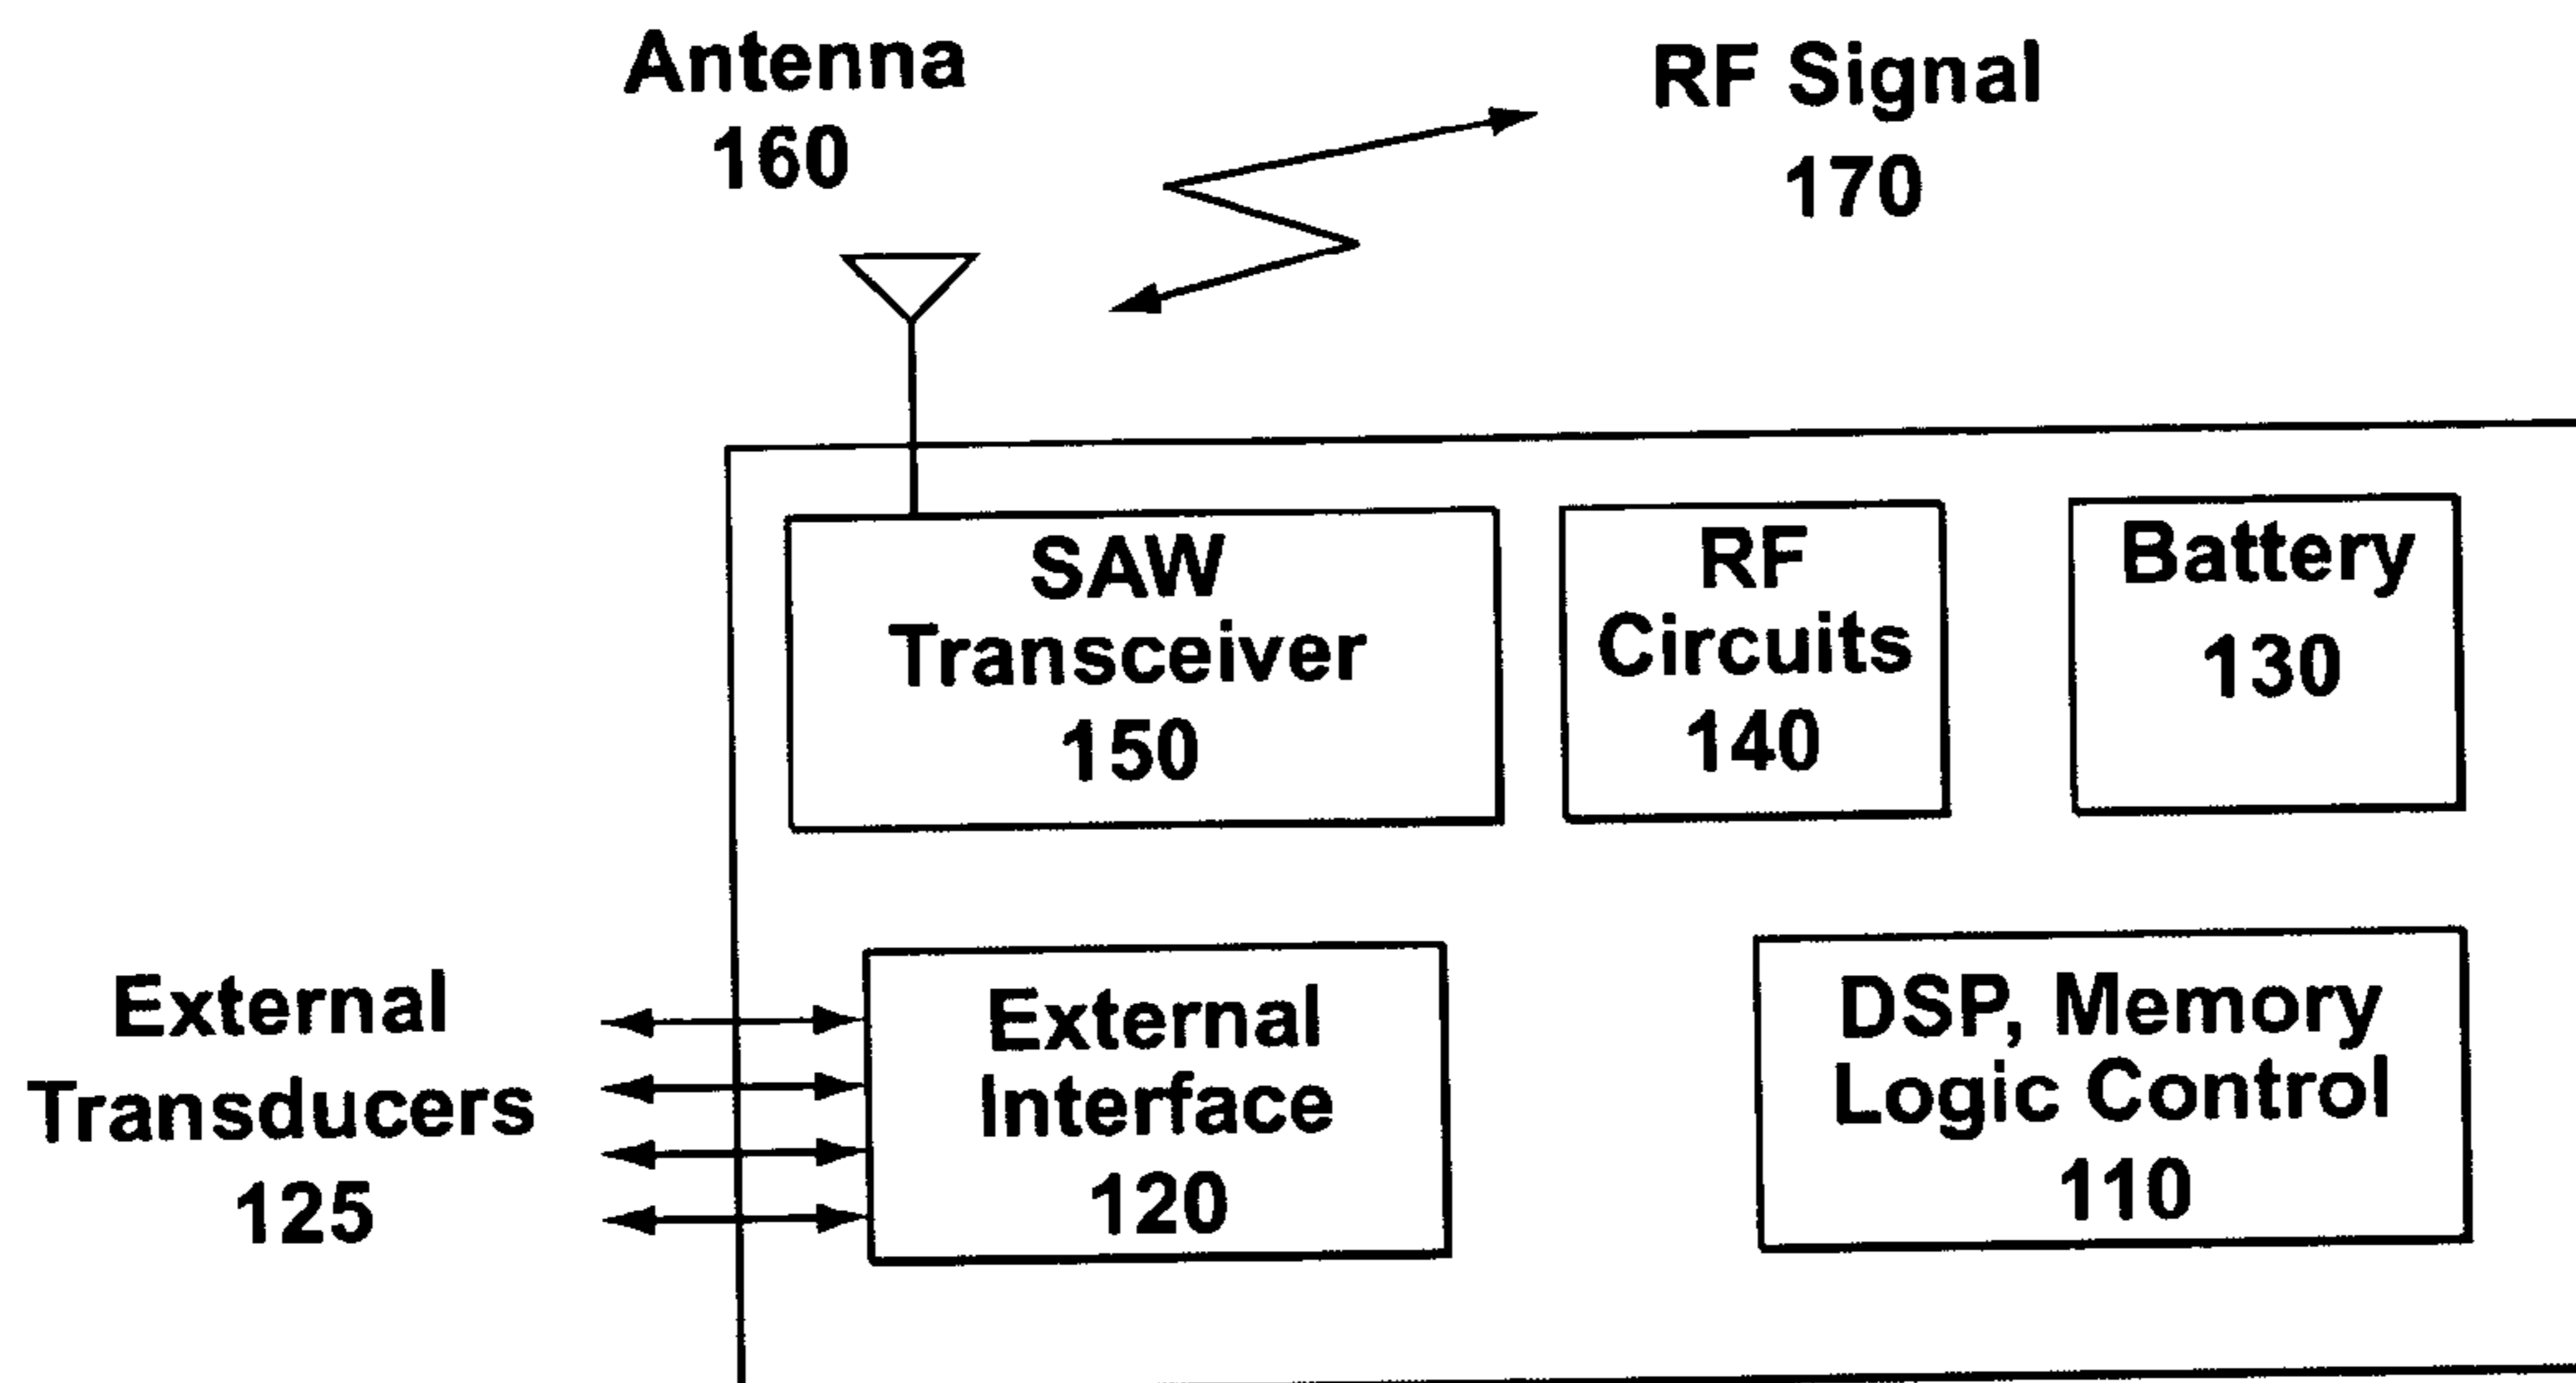 Antenna
160
RF Signal
170
SAW
Transceiver
150
RF
Circuits
140
Battery
130
External
Transducers
125
External
Interface
120
DSP, Memory
Logic Control
110